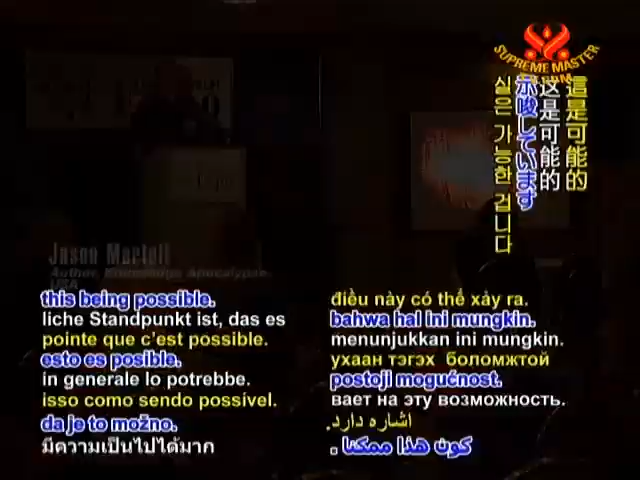 SUPREME MASTER
這是可能的
这是可能的
示唆しています
실은 가능한 겁니다
Jason Martell
Author, Knowledge Apocalypse
USA
this being possible.
liche Standpunkt ist, das es
pointe que c'est possible.
esto es posible.
in generale lo potrebbe.
isso como sendo possível.
da je to možno.
มีความเป็นไปได้มาก
điều này có thể xảy ra.
bahwa hal ini mungkin.
menunjukkan ini mungkin.
ухаан тэгэх боломжтой
postoji mogućnost.
вает на эту возможность.
اشاره دارد.
كون هذا ممكنا .